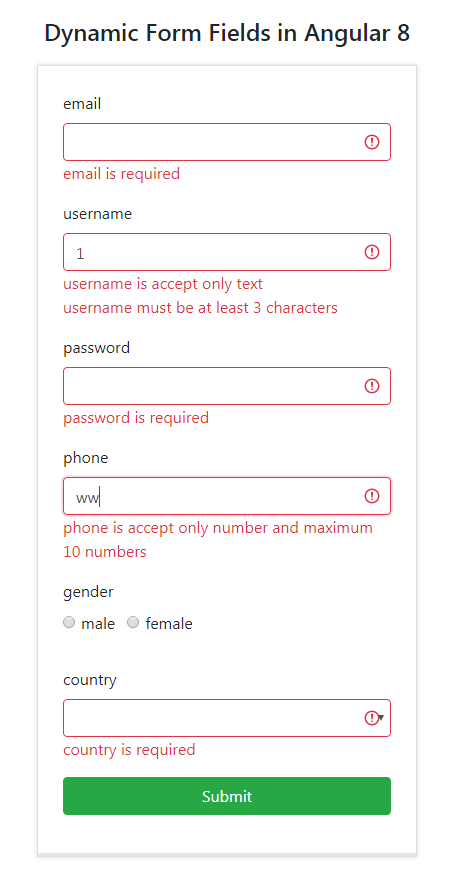 Dynamic Form Fields in Angular 8
email
email is required
username
1
username is accept only text
username must be at least 3 characters
password
password is required
phone
ww
phone is accept only number and maximum
10 numbers
gender
male female
country
country is required
Submit